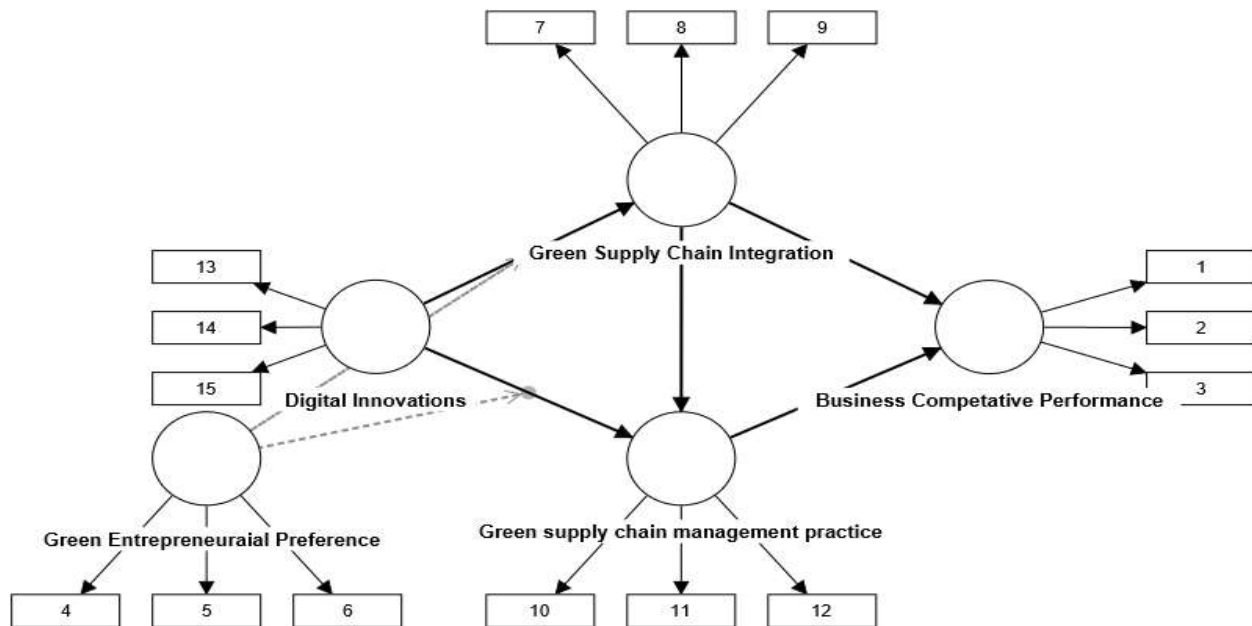 7 8 9
Green Supply Chain Integration
13
14
15
Digital Innovations
1
2
3
Business Competative Performance
Green Entrepreneuraial Preference
4 5 6
Green supply chain management practice
10 11 12